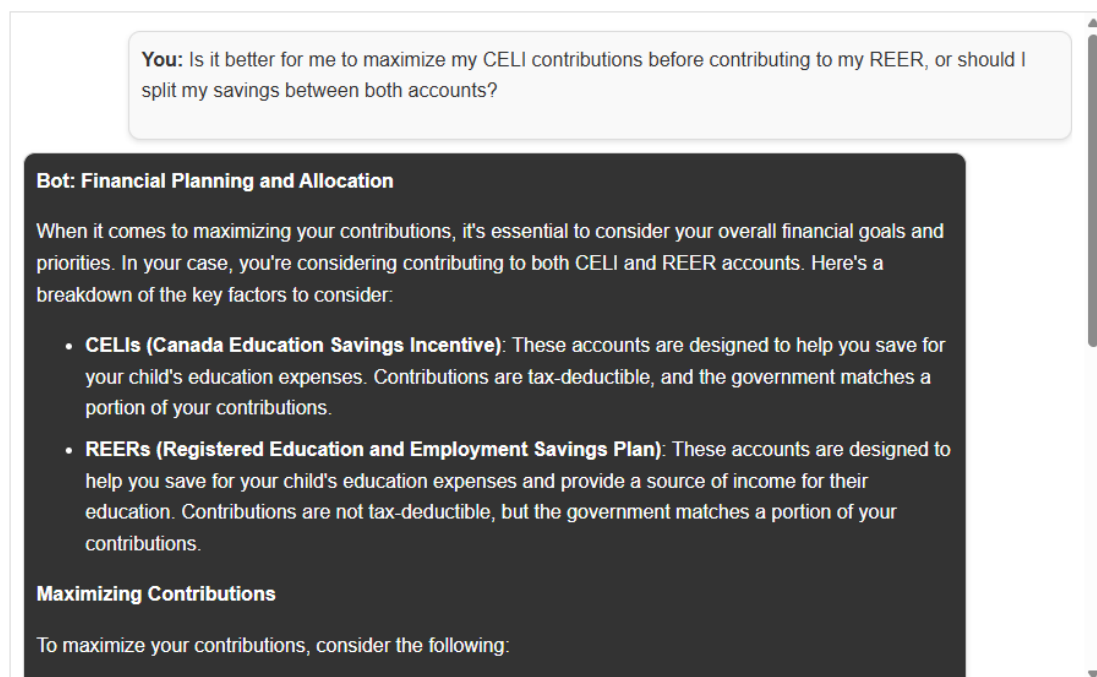 You: Is it better for me to maximize my CELI contributions before contributing to my REER, or should I
split my savings between both accounts?
Bot: Financial Planning and Allocation
When it comes to maximizing your contributions, it's essential to consider your overall financial goals and
priorities. In your case, you're considering contributing to both CELI and REER accounts. Here's a
breakdown of the key factors to consider:
• CELIs (Canada Education Savings Incentive): These accounts are designed to help you save for
your child's education expenses. Contributions are tax-deductible, and the government matches a
portion of your contributions.
• REERs (Registered Education and Employment Savings Plan): These accounts are designed to
help you save for your child's education expenses and provide a source of income for their
education. Contributions are not tax-deductible, but the government matches a portion of your
contributions.
Maximizing Contributions
To maximize your contributions, consider the following: